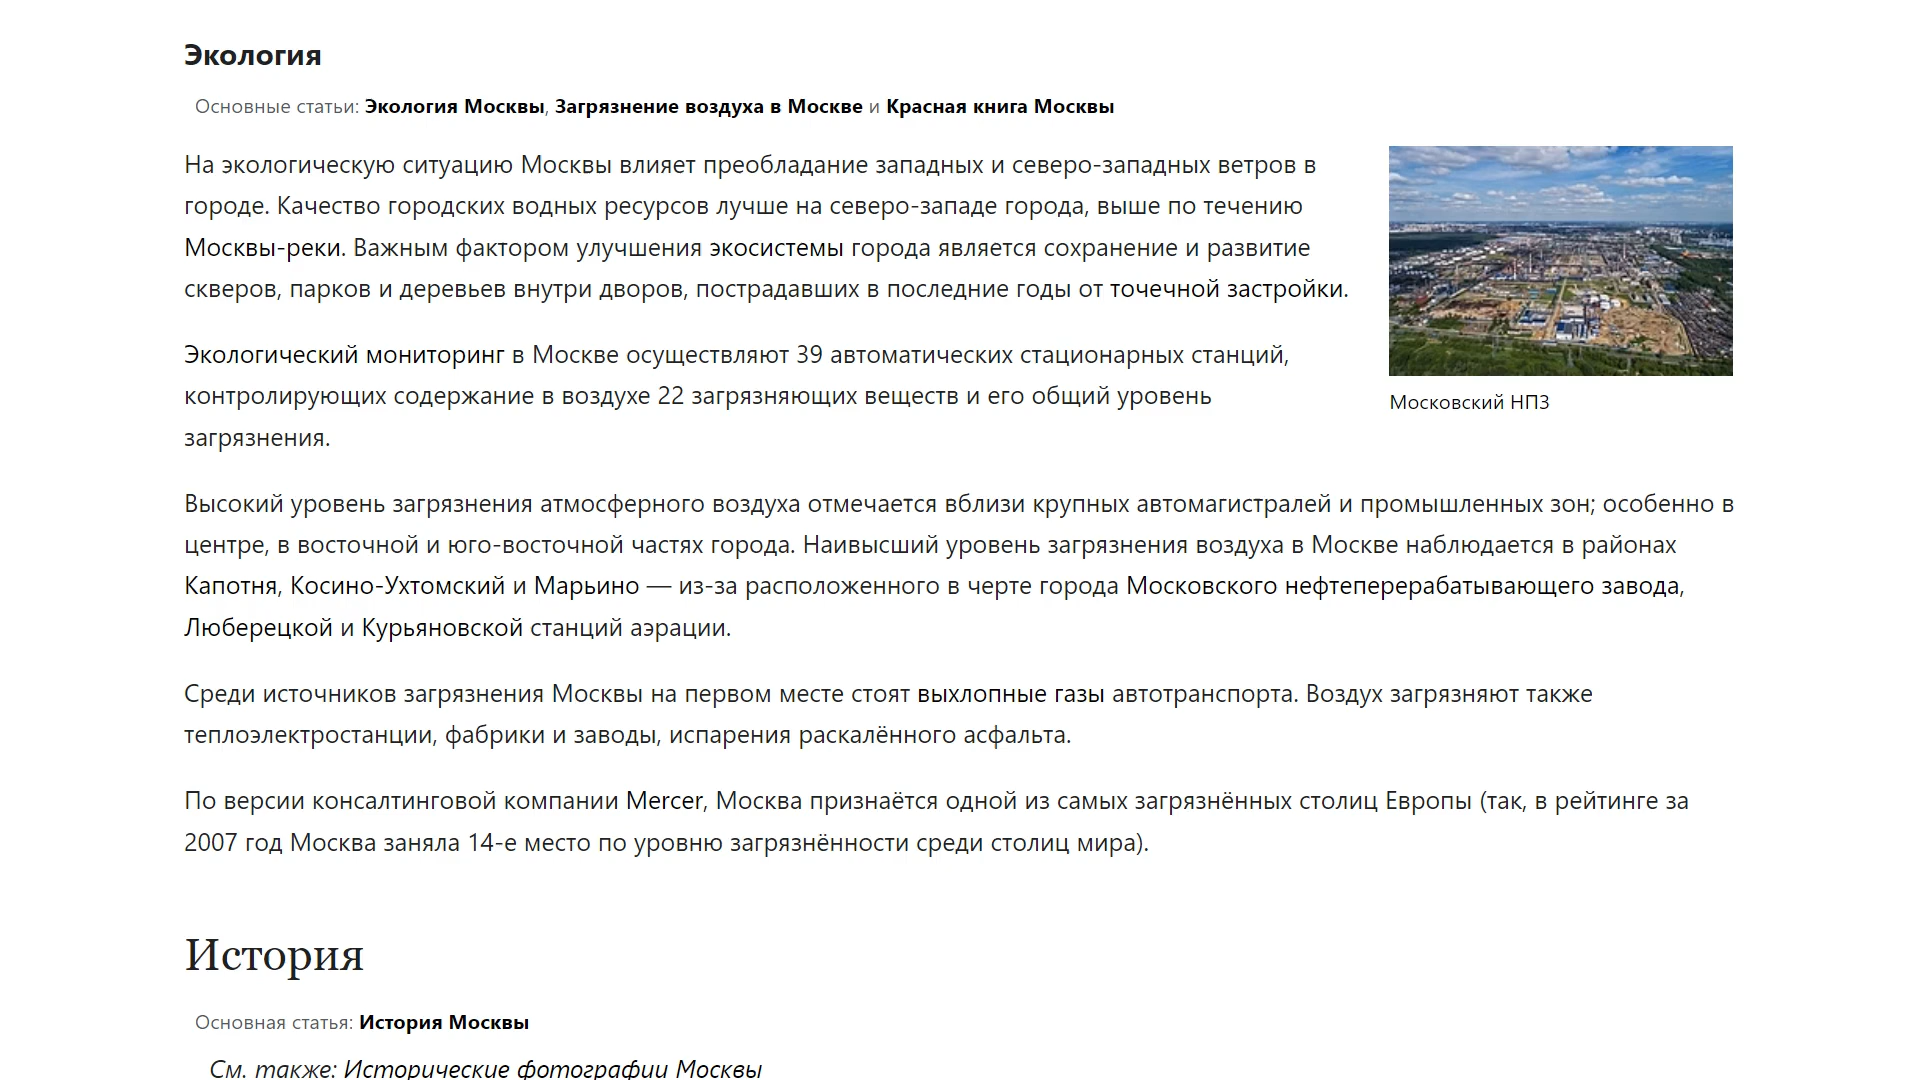 Экология
Основные статьи: Экология Москвы, Загрязнение воздуха в Москве и Красная книга Москвы
На экологическую ситуацию Москвы влияет преобладание западных и северо-западных ветров в
городе. Качество городских водных ресурсов лучше на северо-западе города, выше по течению
Москвы-реки. Важным фактором улучшения экосистемы города является сохранение и развитие
скверов, парков и деревьев внутри дворов, пострадавших в последние годы от точечной застройки.
Московский НПЗ
Экологический мониторинг в Москве осуществляют 39 автоматических стационарных станций,
контролирующих содержание в воздухе 22 загрязняющих веществ и его общий уровень
загрязнения.
Высокий уровень загрязнения атмосферного воздуха отмечается вблизи крупных автомагистралей и промышленных зон; особенно в
центре, в восточной и юго-восточной частях города. Наивысший уровень загрязнения воздуха в Москве наблюдается в районах
Капотня, Косино-Ухтомский и Марьино — из-за расположенного в черте города Московского нефтеперерабатывающего завода,
Люберецкой и Курьяновской станций аэрации.
Среди источников загрязнения Москвы на первом месте стоят выхлопные газы автотранспорта. Воздух загрязняют также
теплоэлектростанции, фабрики и заводы, испарения раскалённого асфальта.
По версии консалтинговой компании Mercer, Москва признаётся одной из самых загрязнённых столиц Европы (так, в рейтинге за
2007 год Москва заняла 14-е место по уровню загрязнённости среди столиц мира).
История
Основная статья: История Москвы
См. также: Исторические фотографии Москвы